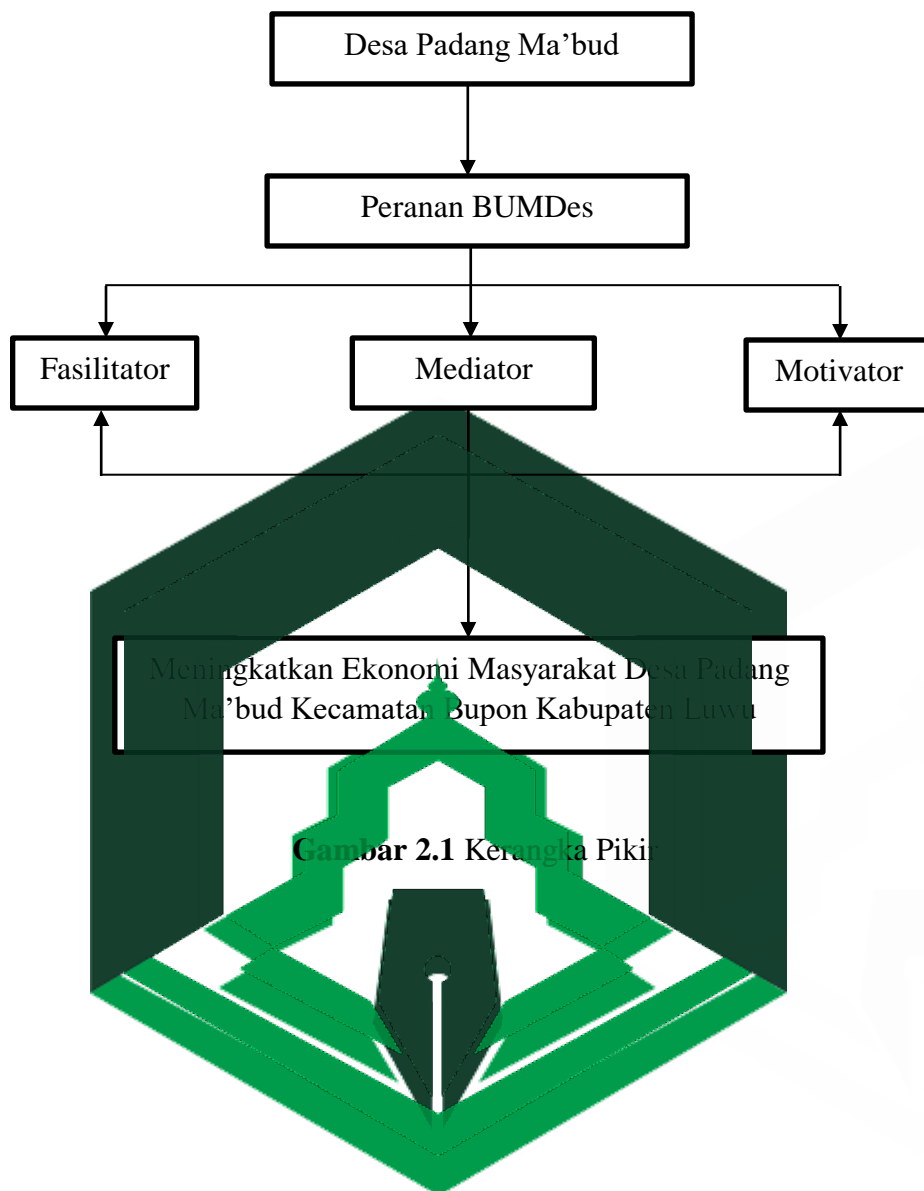 Desa Padang Ma’bud
Peranan BUMDes
Fasilitator
Mediator
Motivator
Meningkatkan Ekonomi Masyarakat Desa Padang
Ma’bud Kecamatan Bupon Kabupaten Luwu
Gambar 2.1 Kerangka Pikir